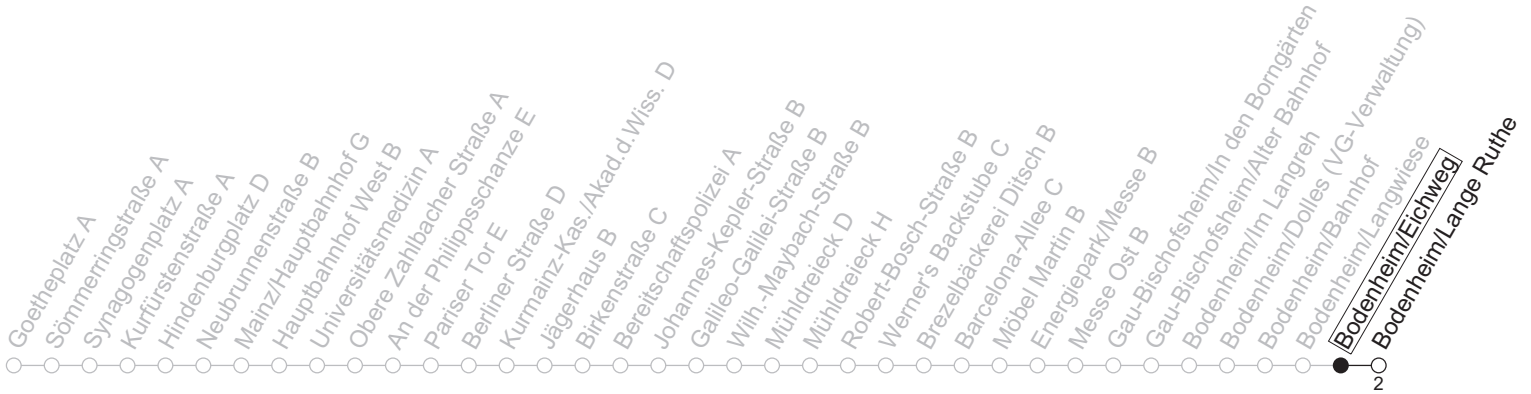 Goetheplatz A
Sömmerringstraße A
Synagogenplatz A
Kurfürstenstraße A
Hindenburgplatz D
Neubrunnenstraße B
Mainz/Hauptbahnhof G
Hauptbahnhof West B
Universitätsmedizin A
Obere Zahlbacher Straße A
An der Philippsschanze E
Pariser Tor E
Berliner Straße D
Kurmainz-Kas./Akad.d.Wiss. D
Jägerhaus B
Birkenstraße C
Bereitschaftspolizei A
Johannes-Kepler-Straße B
Galileo-Galilei-Straße B
Wilh.-Maybach-Straße B
Mühldreieck D
Mühldreieck H
Robert-Bosch-Straße B
Werner's Backstube C
Brezelbäckerei Ditsch B
Barcelona-Allee C
Möbel Martin B
Energiepark/Messe B
Messe Ost B
Gau-Bischofsheim/In den Borngärten
Gau-Bischofsheim/Alter Bahnhof
Bodenheim/Im Langreh
Bodenheim/Dolles (VG-Verwaltung)
Bodenheim/Bahnhof
Bodenheim/Langwiese
Bodenheim/Eichweg
Bodenheim/Lange Ruthe
2